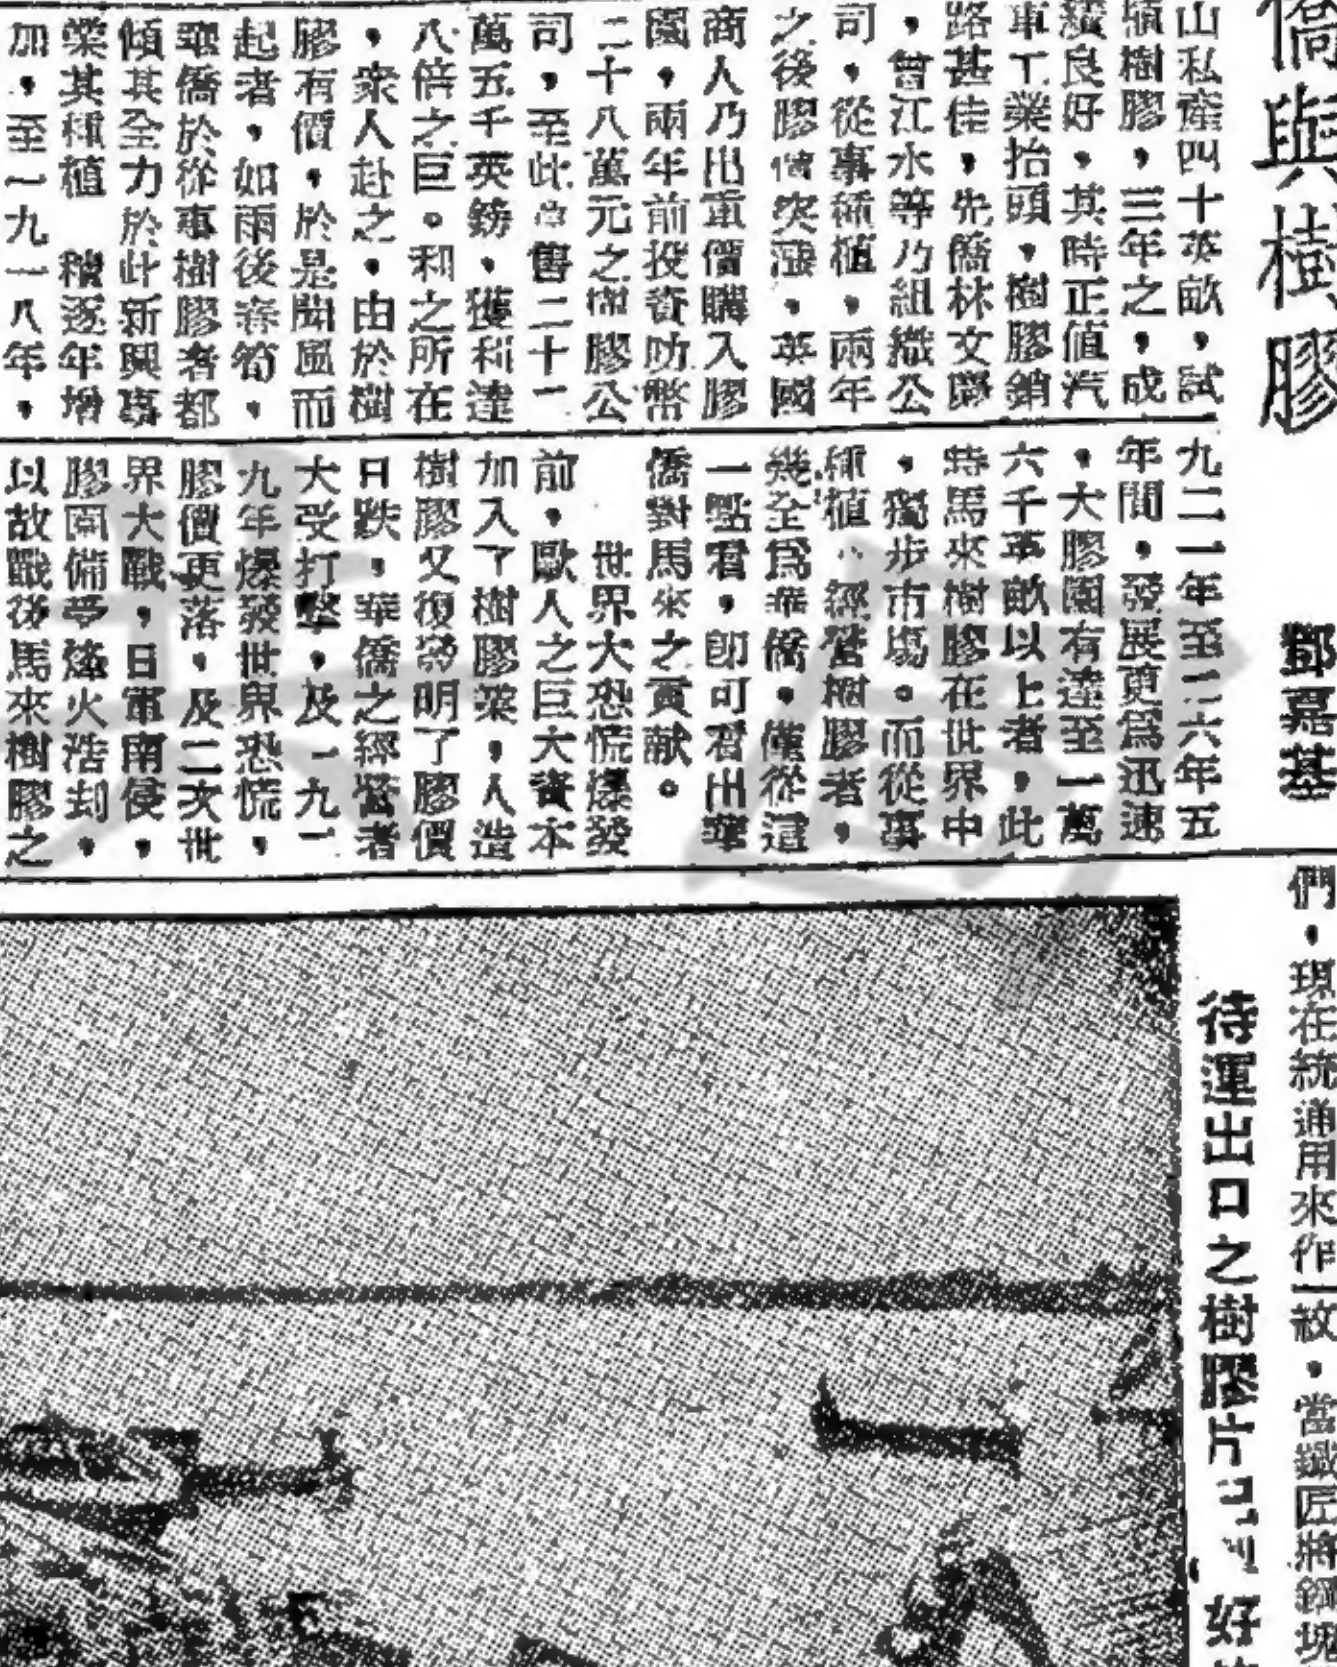 僑與樹膠
鄧嘉基
山私產四十英畝，試
植樹膠，三年之，成
績良好，其時正值汽
車工業抬頭，樹膠銷
路甚佳，先僑林文慶
，曾江水等乃組織公
司，從事種植，兩年
之後膠價突漲，英國
商人乃出重價購入膠
園，兩年前投資叻幣
二十八萬元之樹膠公
司，至此出售二十一
萬五千英鎊，獲利達
八倍之巨。利之所在
，衆人赴之，由於樹
膠有價，於是聞風而
起者，如雨後春筍，
華僑於從事樹膠者都
傾其全力於此新興事
業其種植 積逐年增
加，至一九一八年，
九二一年至二六年五
年間，發展更爲迅速
，大膠園有達至一萬
六千英畝以上者，此
時馬來樹膠在世界中
，獨步市場。而從事
種植，經營樹膠者，
幾全爲華僑。僅從這
一點看，即可看出華
僑對馬來之貢献。
世界大恐慌爆發
前，歐人之巨大資本
加入了樹膠業，人造
樹膠又復發明了膠價
日跌，華僑之經營者
大受打擊，及一九一
九年爆發世界恐慌，
膠價更落，及二次世
界大戰，日軍南侵，
膠園備受烽火浩刦，
以故戰後馬來樹膠之
們，現在統通用來作一
待運出口之樹膠片 好